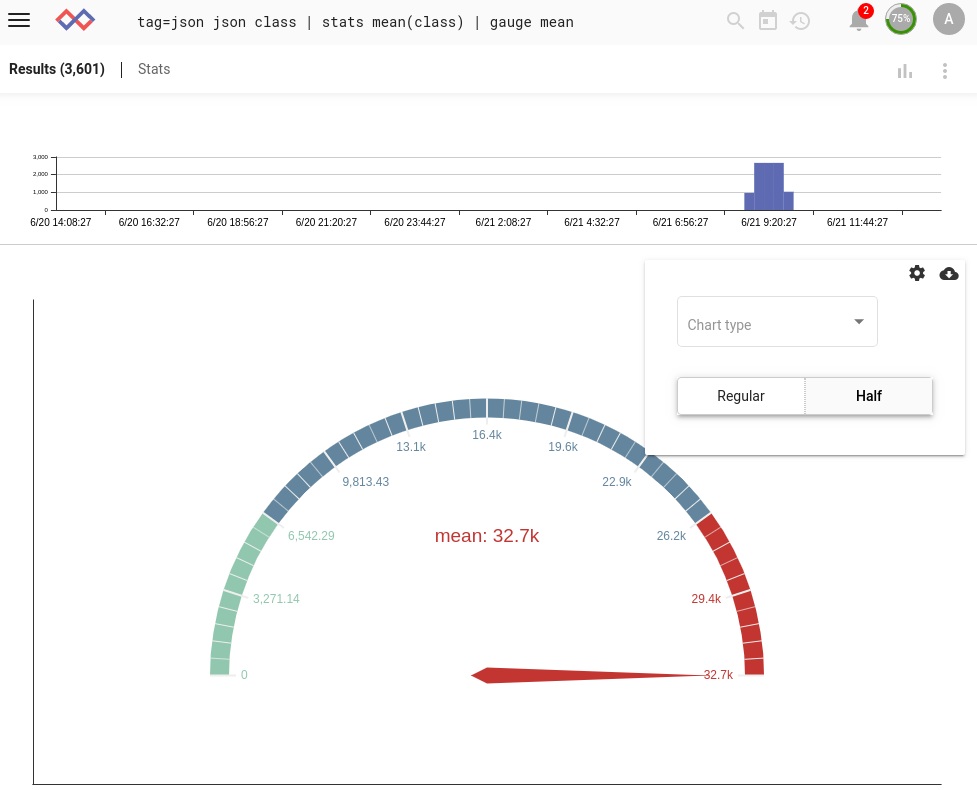 tag=json json class | stats mean(class) | gauge mean
2
75%
A
Results (3,601) | Stats
3,000
2,000
1,000
0
6/20 14:08:27 6/20 16:32:27 6/20 18:56:27 6/20 21:20:27 6/20 23:44:27 6/21 2:08:27 6/21 4:32:27 6/21 6:56:27 6/21 9:20:27 6/21 11:44:27
Chart type
Regular Half
16.4k
13.1k 19.6k
9,813.43 22.9k
6,542.29 mean: 32.7k 26.2k
3,271.14 29.4k
0 32.7k